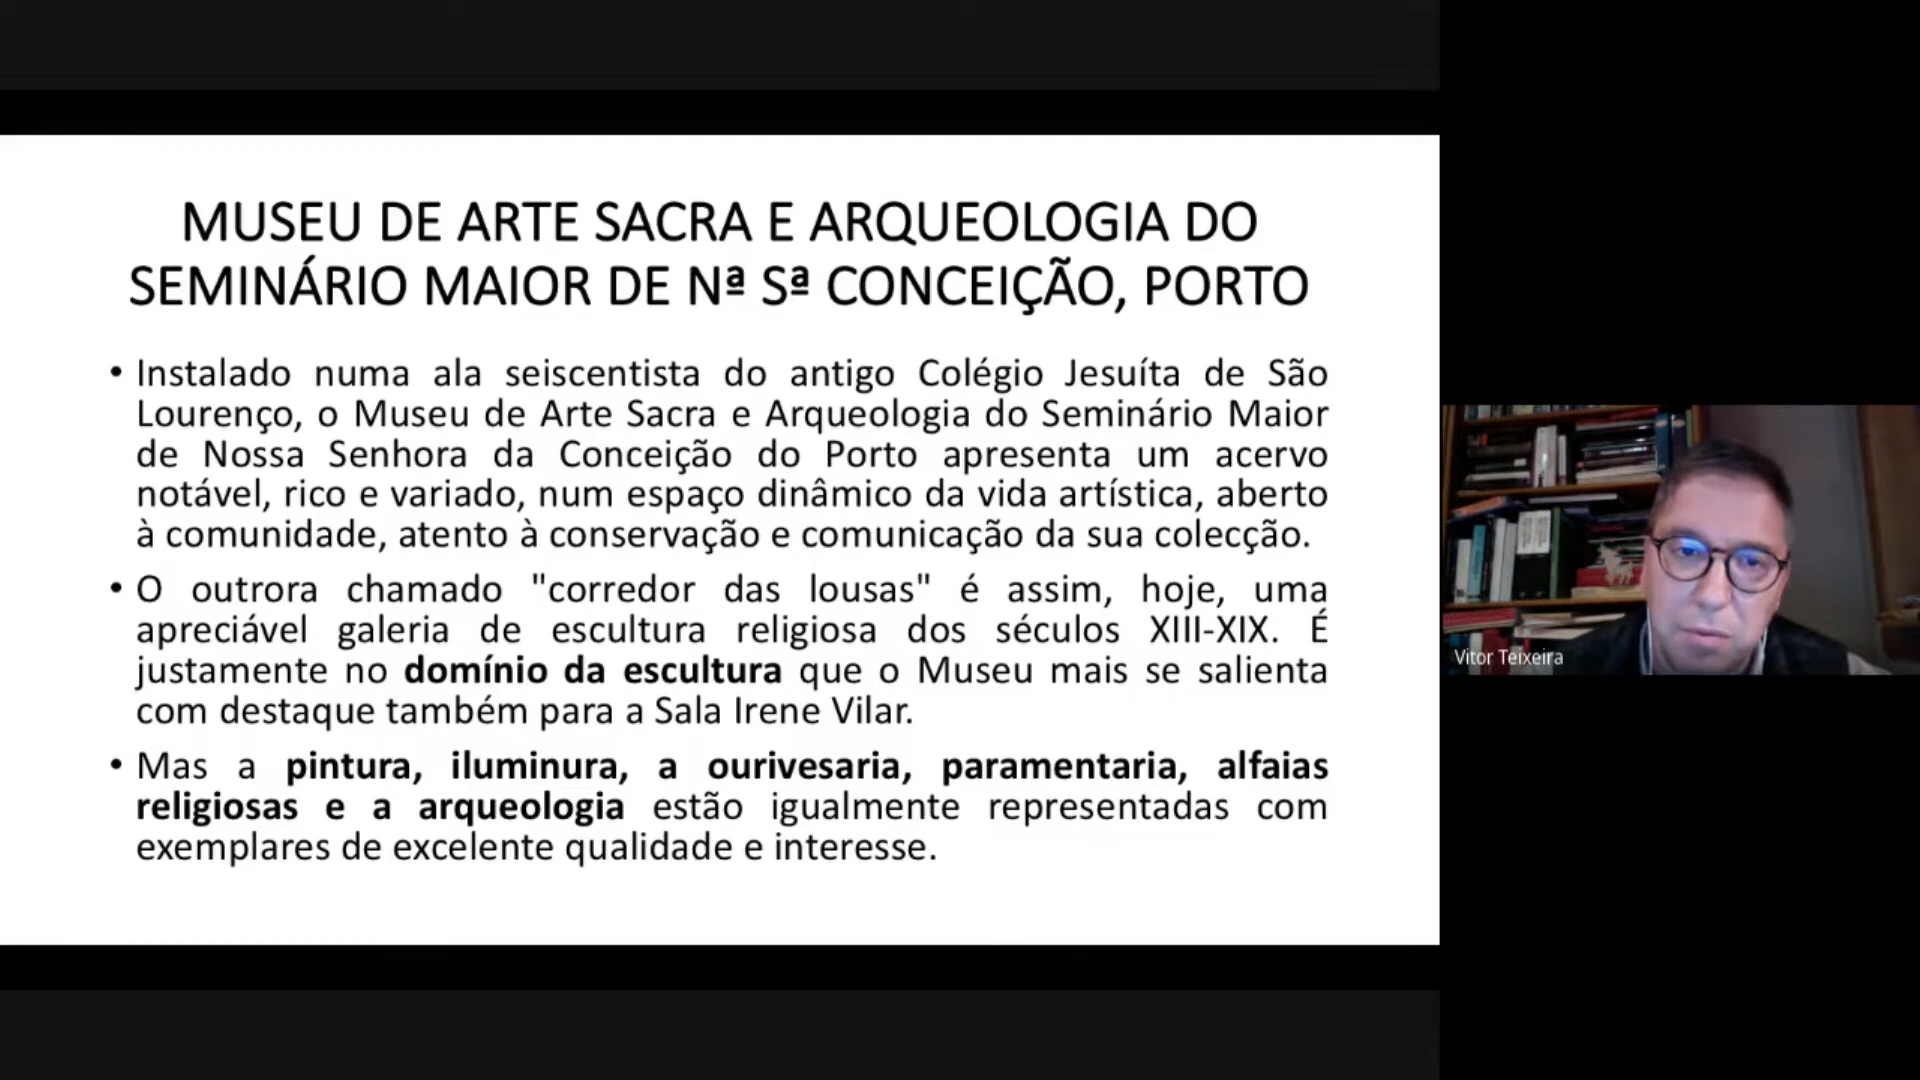 MUSEU DE ARTE SACRA E ARQUEOLOGIA DO
SEMINÁRIO MAIOR DE Nª Sª CONCEIÇÃO, PORTO
• Instalado numa ala seiscentista do antigo Colégio Jesuíta de São
Lourenço, o Museu de Arte Sacra e Arqueologia do Seminário Maior
de Nossa Senhora da Conceição do Porto apresenta um acervo
notável, rico e variado, num espaço dinâmico da vida artística, aberto
à comunidade, atento à conservação e comunicação da sua colecção.
• O outrora chamado "corredor das lousas" é assim, hoje, uma
apreciável galeria de escultura religiosa dos séculos XIII-XIX. É
justamente no domínio da escultura que o Museu mais se salienta
com destaque também para a Sala Irene Vilar.
• Mas a pintura, iluminura, a ourivesaria, paramentaria, alfaias
religiosas e a arqueologia estão igualmente representadas com
exemplares de excelente qualidade e interesse.
Vitor Teixeira